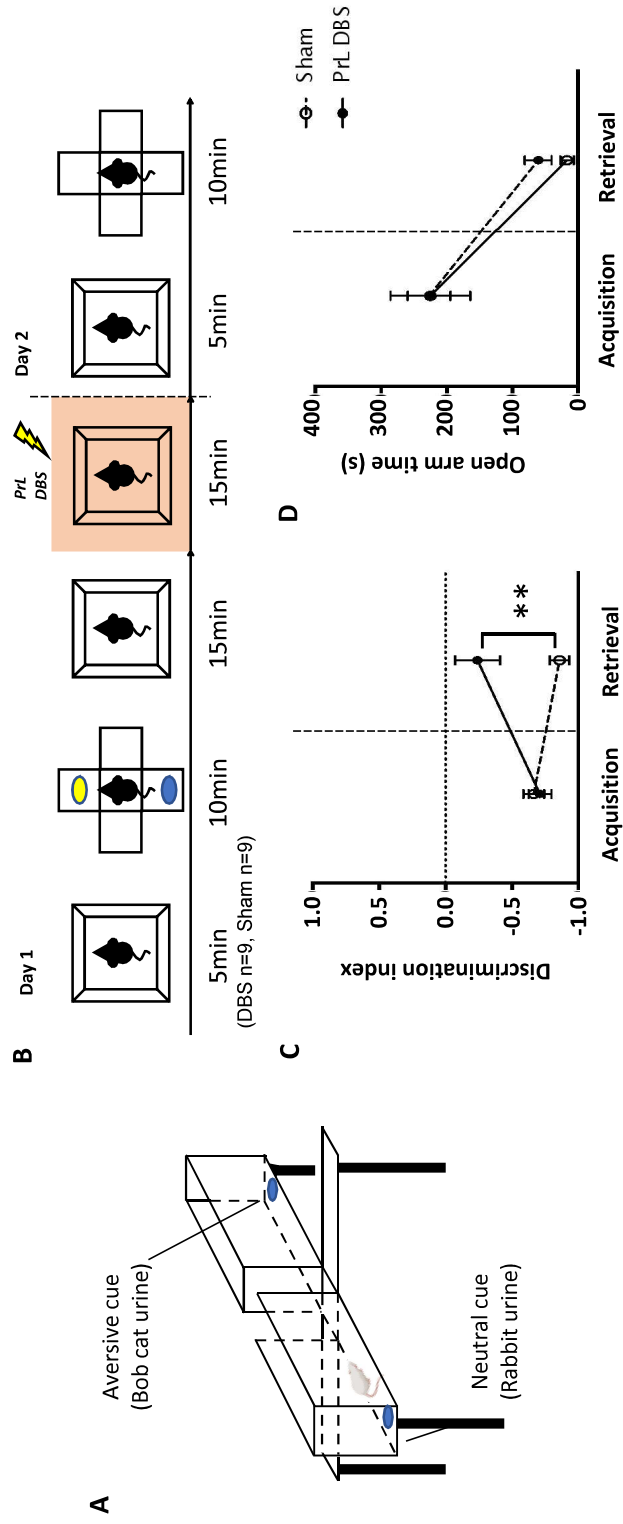 A
Aversive cue
(Bob cat urine)
Neutral cue
(Rabbit urine)
B
Day 1
PrL
DBS
Day 2
5min
10min
15min
15min
5min
10min
(DBS n=9, Sham n=9)
C
Discrimination index
1.0
0.5
0.0
-0.5
-1.0
**
Acquisition
Retrieval
D
Open arm time (s)
400
300
200
100
0
Sham
PrL DBS
Acquisition
Retrieval